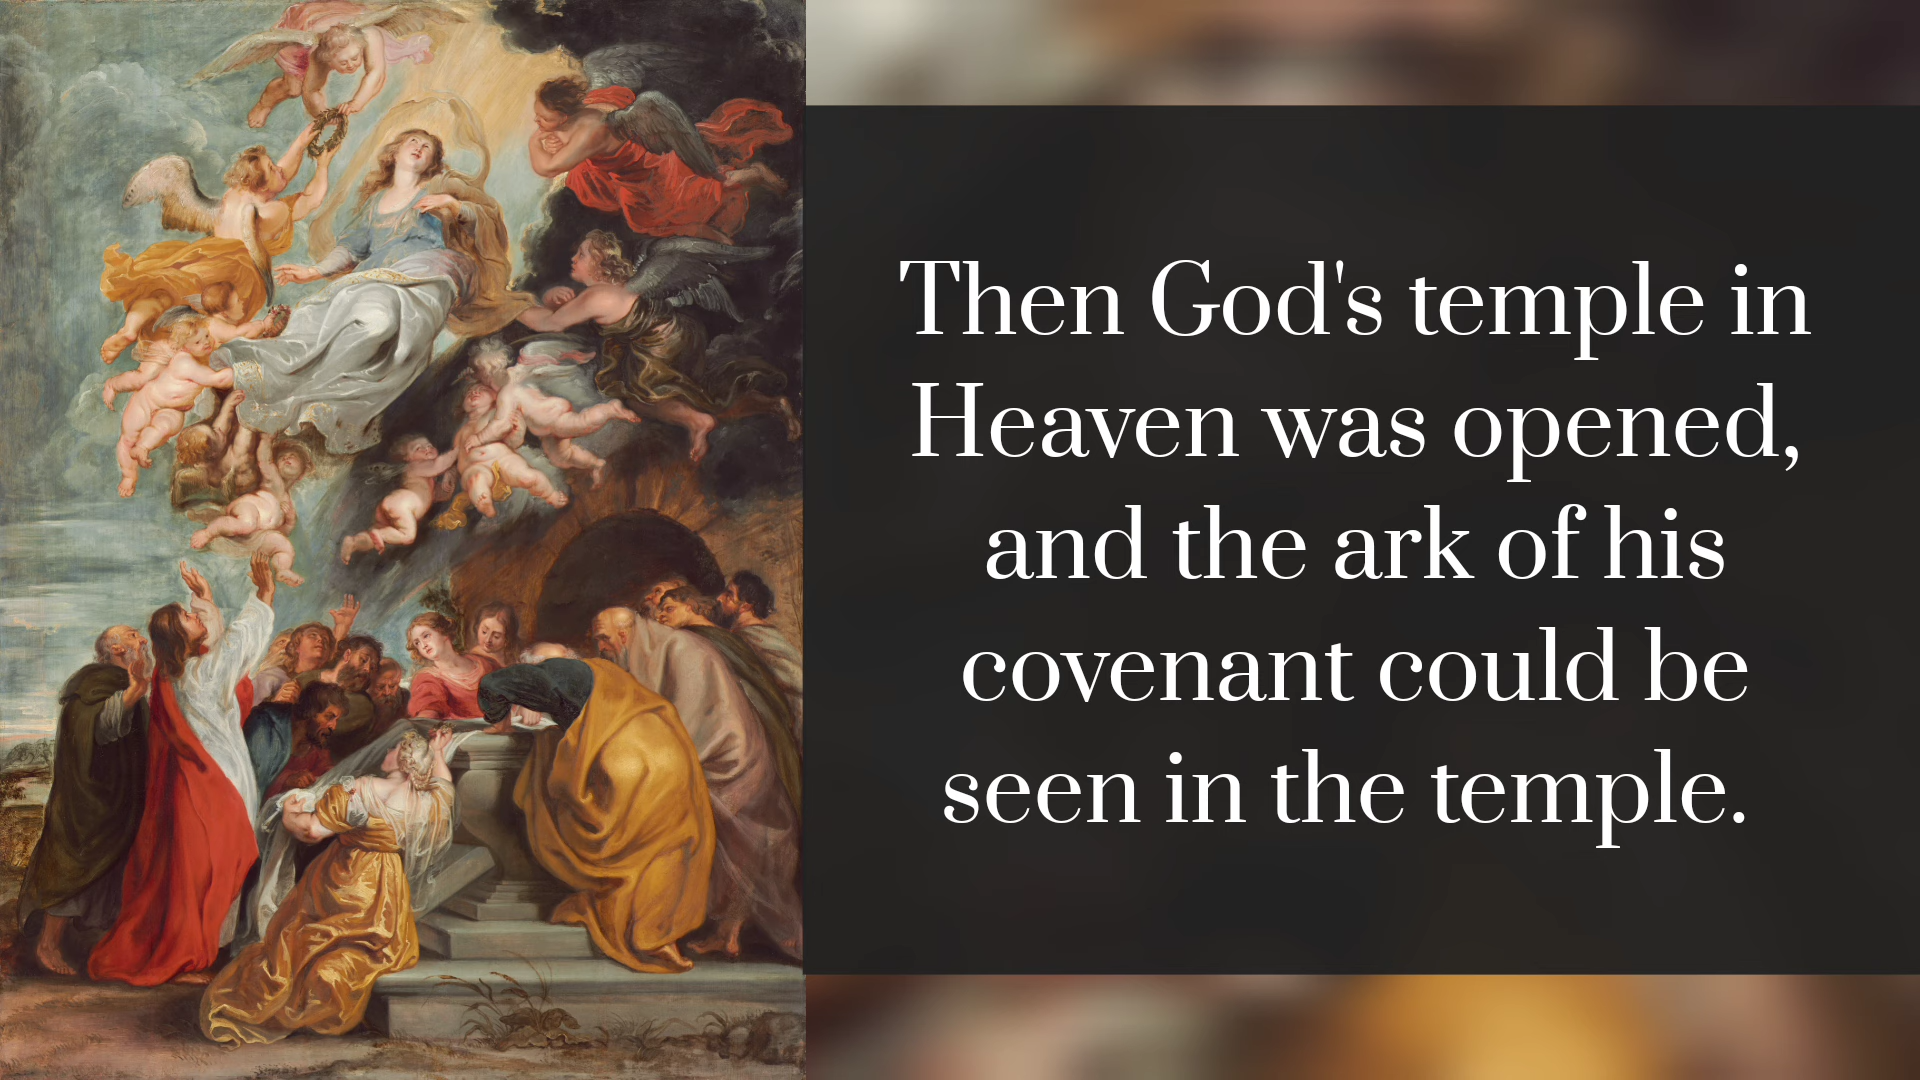 Then God's temple in
Heaven was opened,
and the ark of his
covenant could be
seen in the temple.